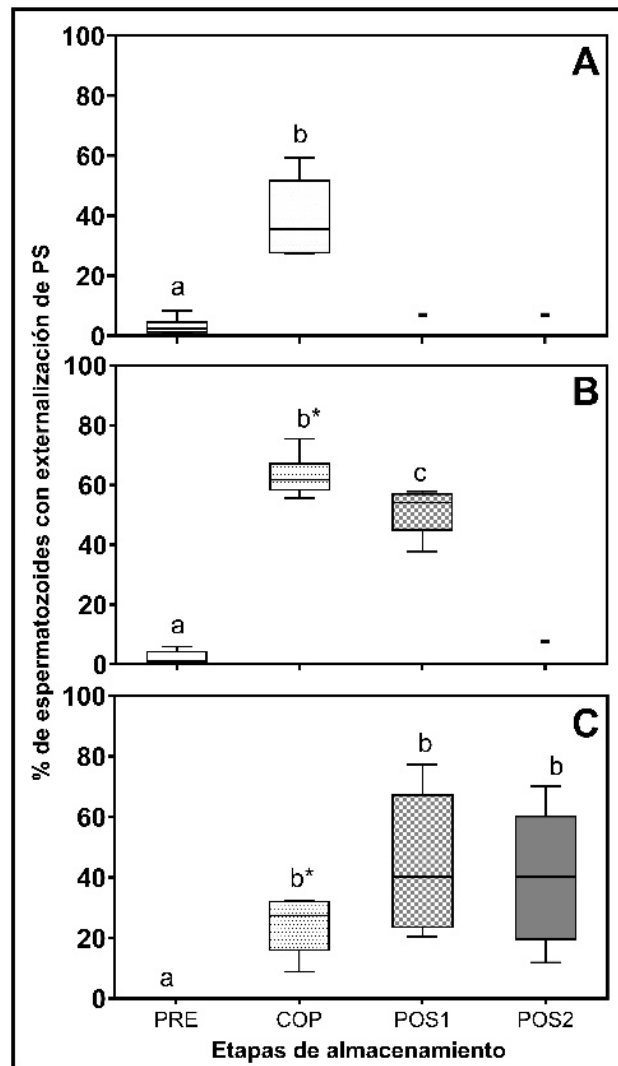 % de espermatozoides con externalización de PS
A
100
80
60
40
20
0
a
b
-
-
B
100
80
60
40
20
0
a
b*
c
-
C
100
80
60
40
20
0
a
b*
b
b
PRE COP POS1 POS2
Etapas de almacenamiento